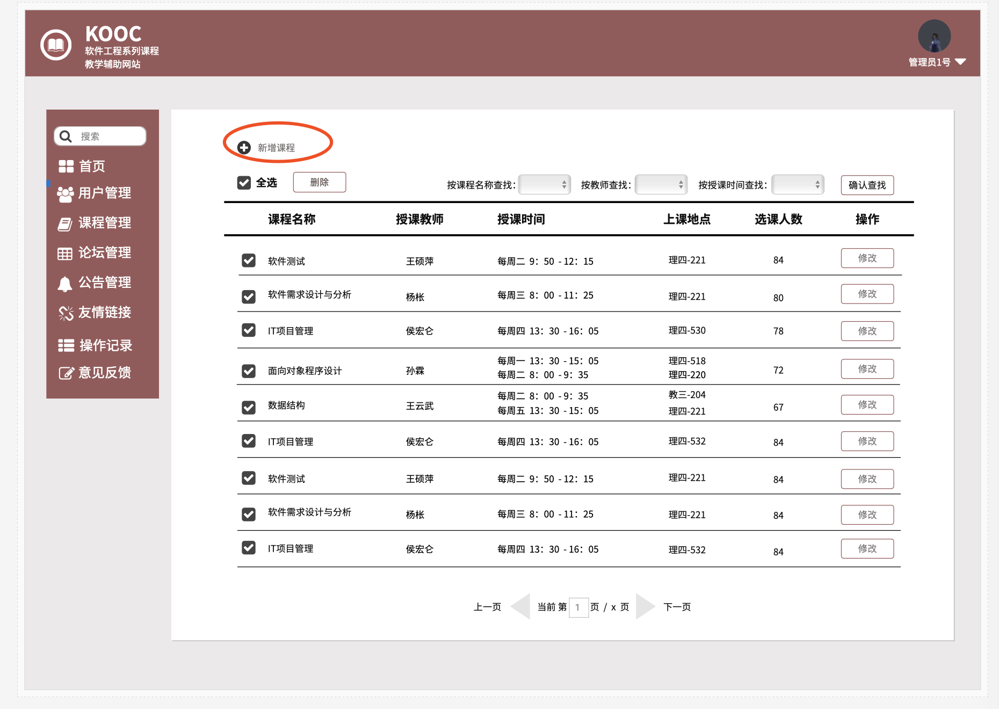 KOOC
软件工程系列课程
教学辅助网站
管理员1号
搜索
首页
用户管理
课程管理
论坛管理
公告管理
友情链接
操作记录
意见反馈
新增课程
全选 删除 按课程名称查找： 按教师查找： 按授课时间查找： 确认查找
课程名称 授课教师 授课时间 上课地点 选课人数 操作
软件测试 王硕萍 每周二 9：50 -12：15 理四-221 84 修改
软件需求设计与分析 杨枨 每周三 8：00 -11：25 理四-221 80 修改
IT项目管理 侯宏仑 每周四 13：30 -16：05 理四-530 78 修改
面向对象程序设计 孙霖 每周一 13：30 -15：05 理四-518 72 修改
每周二 8：00 -9：35 理四-220
数据结构 王云武 每周二 8：00 -9：35 教三-204 67 修改
每周五 13：30 -15：05 理四-221
IT项目管理 侯宏仑 每周四 13：30 -16：05 理四-532 84 修改
软件测试 王硕萍 每周二 9：50 -12：15 理四-221 84 修改
软件需求设计与分析 杨枨 每周三 8：00 -11：25 理四-221 84 修改
IT项目管理 侯宏仑 每周四 13：30 -16：05 理四-532 84 修改
上一页 当前 第 1 页 / x 页 下一页